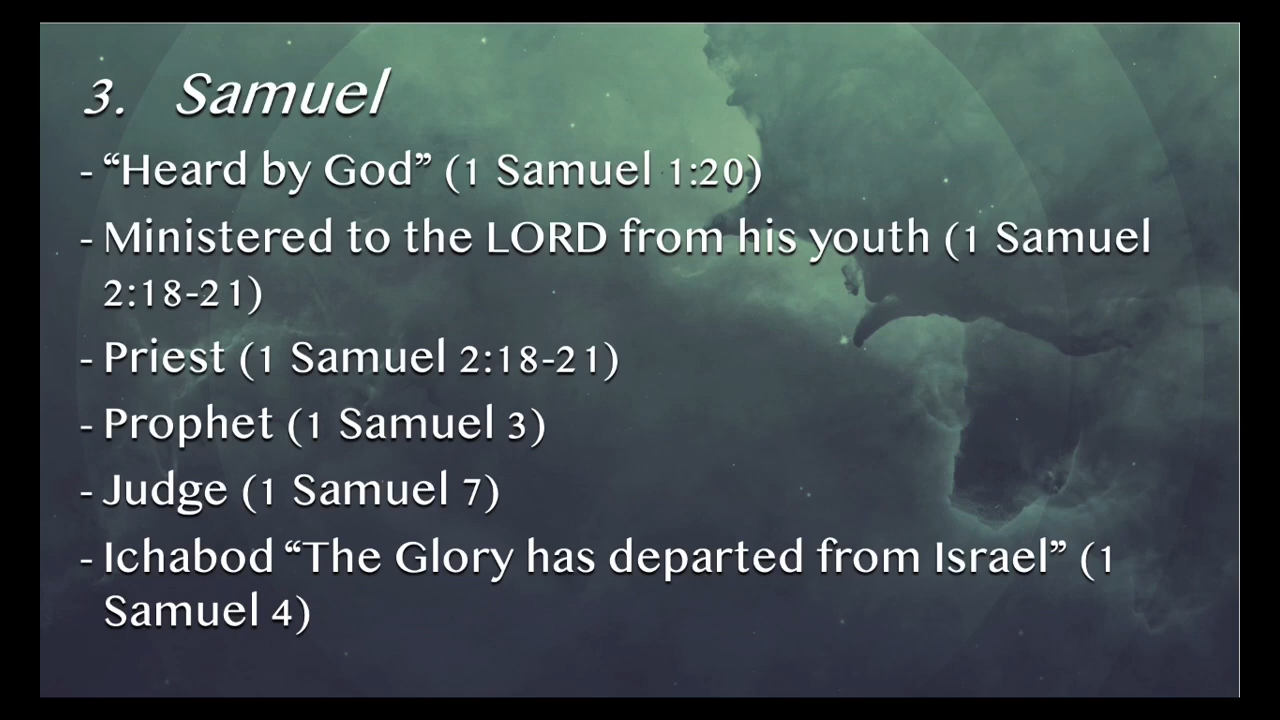 3. Samuel
- “Heard by God” (1 Samuel 1:20)
- Ministered to the LORD from his youth (1 Samuel
2:18-21)
- Priest (1 Samuel 2:18-21)
- Prophet (1 Samuel 3)
- Judge (1 Samuel 7)
- Ichabod “The Glory has departed from Israel” (1
Samuel 4)